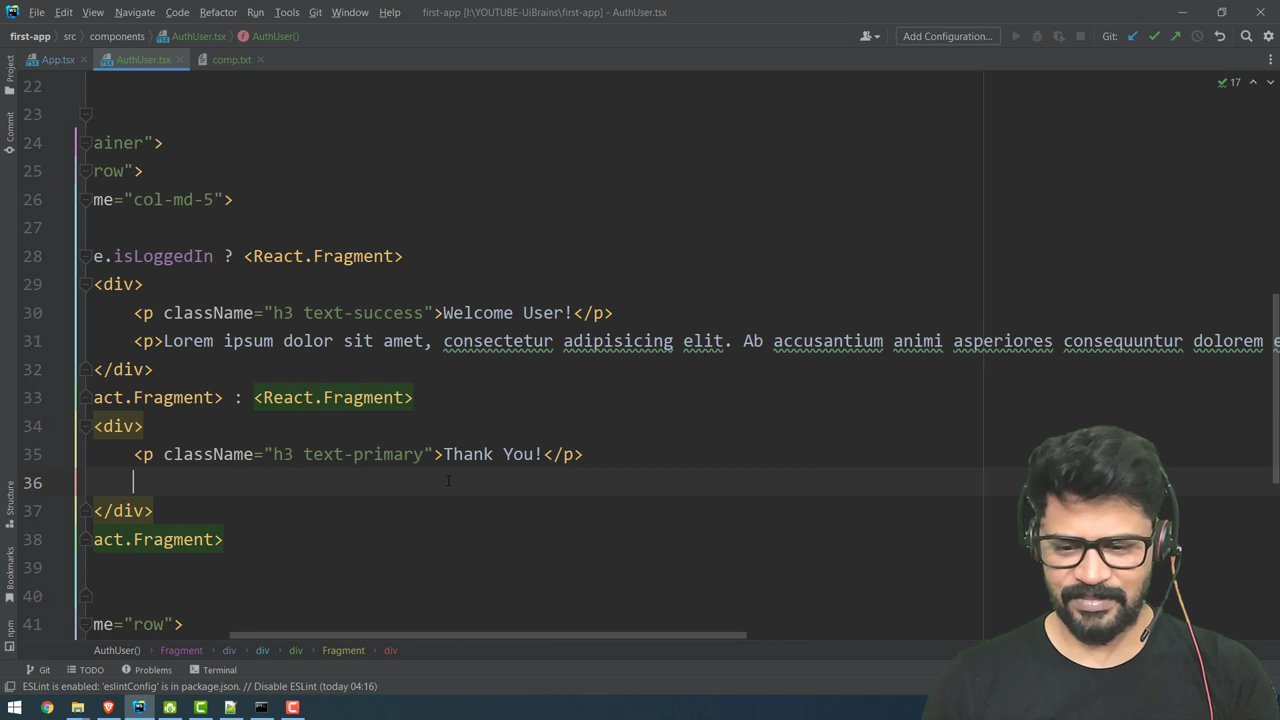 File Edit View Navigate Code Refactor Run Tools Git Window Help first-app [I:\YOUTUBE-UiBrains\first-app] - AuthUser.tsx
first-app src components AuthUser.tsx AuthUser() Add Configuration... Git:
App.tsx AuthUser.tsx comp.txt
Project
Commit
Structure
Bookmarks
npm
17
22
23
24 ainer">
25 row">
26 me="col-md-5">
27
28 e.isLoggedIn ? <React.Fragment>
29 <div>
30 <p className="h3 text-success">Welcome User!</p>
31 <p>Lorem ipsum dolor sit amet, consectetur adipisicing elit. Ab accusantium animi asperiores consequuntur dolorem e
32 </div>
33 act.Fragment> : <React.Fragment>
34 <div>
35 <p className="h3 text-primary">Thank You!</p>
36
37 </div>
38 act.Fragment>
39
40
41 me="row">
AuthUser() Fragment div div div Fragment div
Git TODO Problems Terminal
ESLint is enabled: 'eslintConfig' is in package.json. // Disable ESLint (today 04:16)